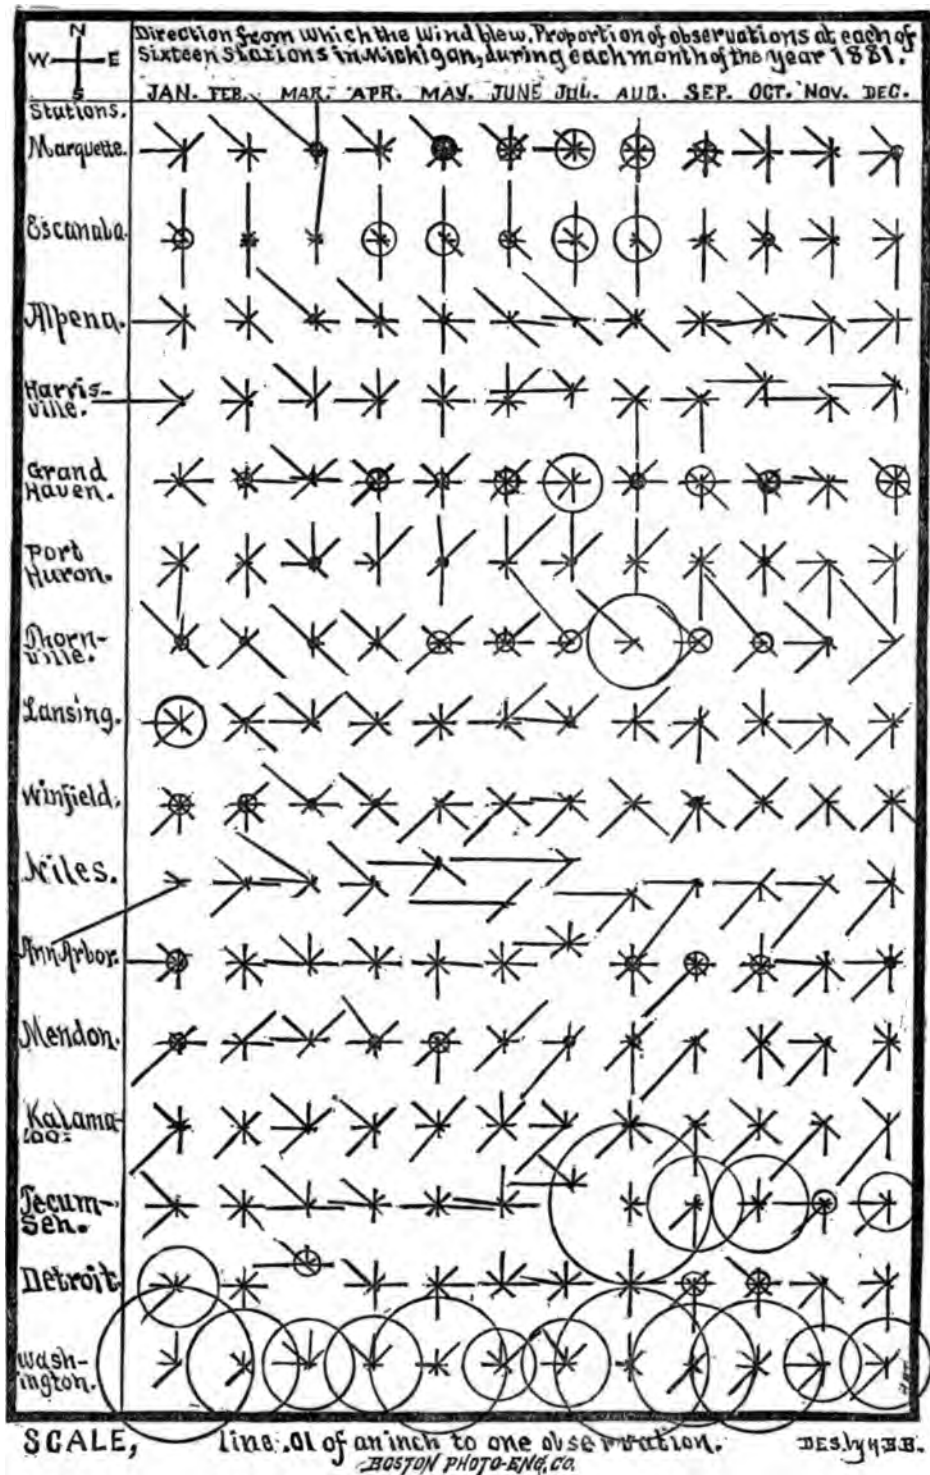 N
W E
S
Direction from which the Wind blew. Proportion of observations at each of
Sixteen Stations in Michigan, during each month of the year 1881.
JAN. FEB. MAR. APR. MAY. JUNE JUL. AUG. SEP. OCT. NOV. DEC.
Stations.
Marquette.
Escanaba.
Alpena.
Harris-
ville.
Grand
Haven.
Port
Huron.
Thorn-
ville.
Lansing.
Winfield.
Niles.
Ann Arbor.
Mendon.
Kalama-
zoo=
Tecum-
Seh.
Detroit.
Wash-
ington.
SCALE, line .01 of an inch to one observation. DES. by H.B.B.
BOSTON PHOTO-ENG. CO.